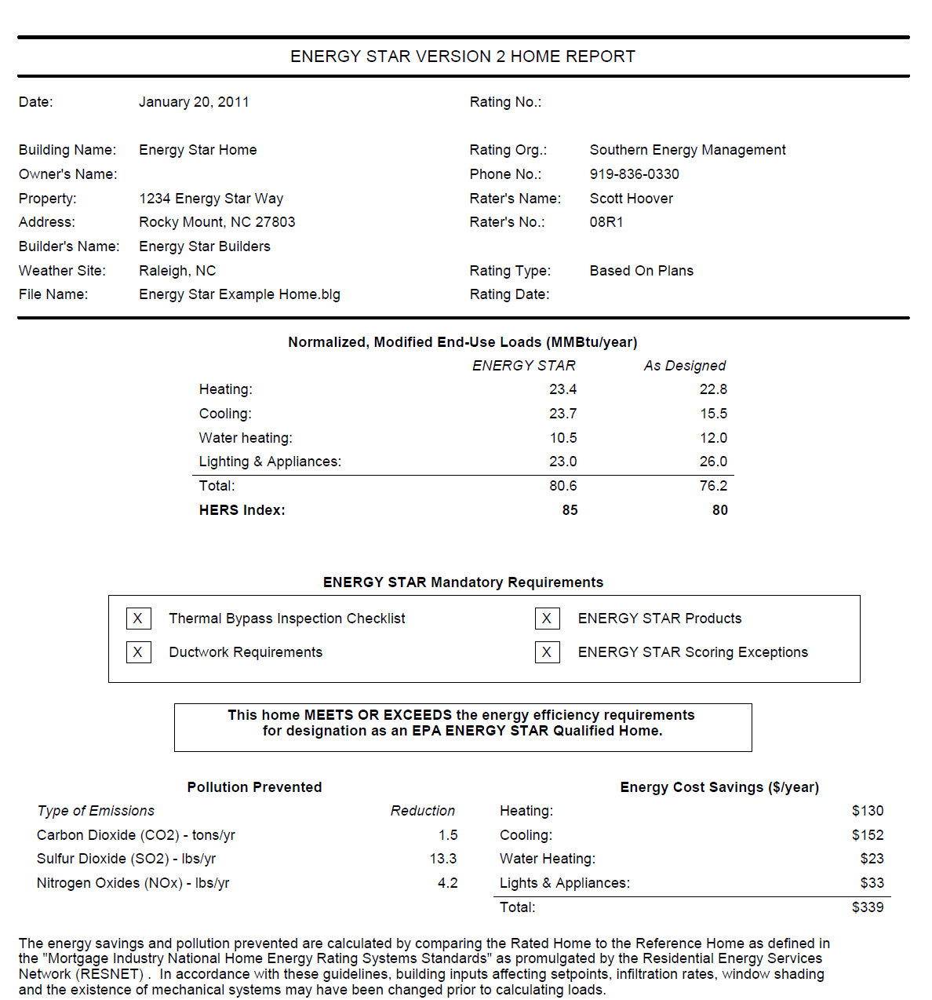 ENERGY STAR VERSION 2 HOME REPORT
Date: January 20, 2011 Rating No.:
Building Name: Energy Star Home Rating Org.: Southern Energy Management
Owner's Name: Phone No.: 919-836-0330
Property: 1234 Energy Star Way Rater's Name: Scott Hoover
Address: Rocky Mount, NC 27803 Rater's No.: 08R1
Builder's Name: Energy Star Builders
Weather Site: Raleigh, NC Rating Type: Based On Plans
File Name: Energy Star Example Home.blg Rating Date:
Normalized, Modified End-Use Loads (MMBtu/year)
ENERGY STAR As Designed
Heating: 23.4 22.8
Cooling: 23.7 15.5
Water heating: 10.5 12.0
Lighting & Appliances: 23.0 26.0
Total: 80.6 76.2
HERS Index: 85 80
ENERGY STAR Mandatory Requirements
X Thermal Bypass Inspection Checklist X ENERGY STAR Products
X Ductwork Requirements X ENERGY STAR Scoring Exceptions
This home MEETS OR EXCEEDS the energy efficiency requirements
for designation as an EPA ENERGY STAR Qualified Home.
Pollution Prevented Energy Cost Savings ($/year)
Type of Emissions Reduction Heating: $130
Carbon Dioxide (CO2) - tons/yr 1.5 Cooling: $152
Sulfur Dioxide (SO2) - lbs/yr 13.3 Water Heating: $23
Nitrogen Oxides (NOx) - lbs/yr 4.2 Lights & Appliances: $33
Total: $339
The energy savings and pollution prevented are calculated by comparing the Rated Home to the Reference Home as defined in
the "Mortgage Industry National Home Energy Rating Systems Standards" as promulgated by the Residential Energy Services
Network (RESNET) . In accordance with these guidelines, building inputs affecting setpoints, infiltration rates, window shading
and the existence of mechanical systems may have been changed prior to calculating loads.